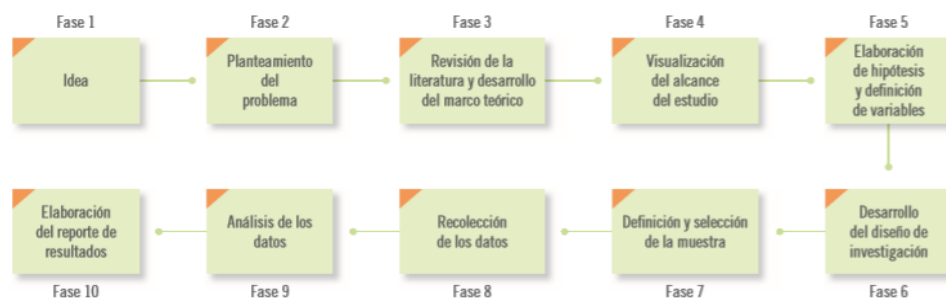 Fase 1
Idea
Fase 2
Planteamiento
del
problema
Fase 3
Revisión de la
literatura y desarrollo
del marco teórico
Fase 4
Visualización
del alcance
del estudio
Fase 5
Elaboración
de hipótesis
y definición
de variables
Desarrollo
del diseño de
investigación
Fase 6
Definición y selección
de la muestra
Fase 7
Recolección
de los datos
Fase 8
Análisis de los
datos
Fase 9
Elaboración
del reporte de
resultados
Fase 10